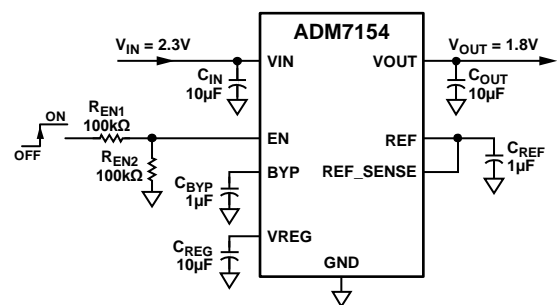 ADM7154
V_IN = 2.3V
VIN
C_IN
10µF
VOUT
V_OUT = 1.8V
C_OUT
10µF
ON
OFF
R_EN1
100kΩ
R_EN2
100kΩ
EN
REF
REF_SENSE
C_REF
1µF
BYP
C_BYP
1µF
VREG
C_REG
10µF
GND